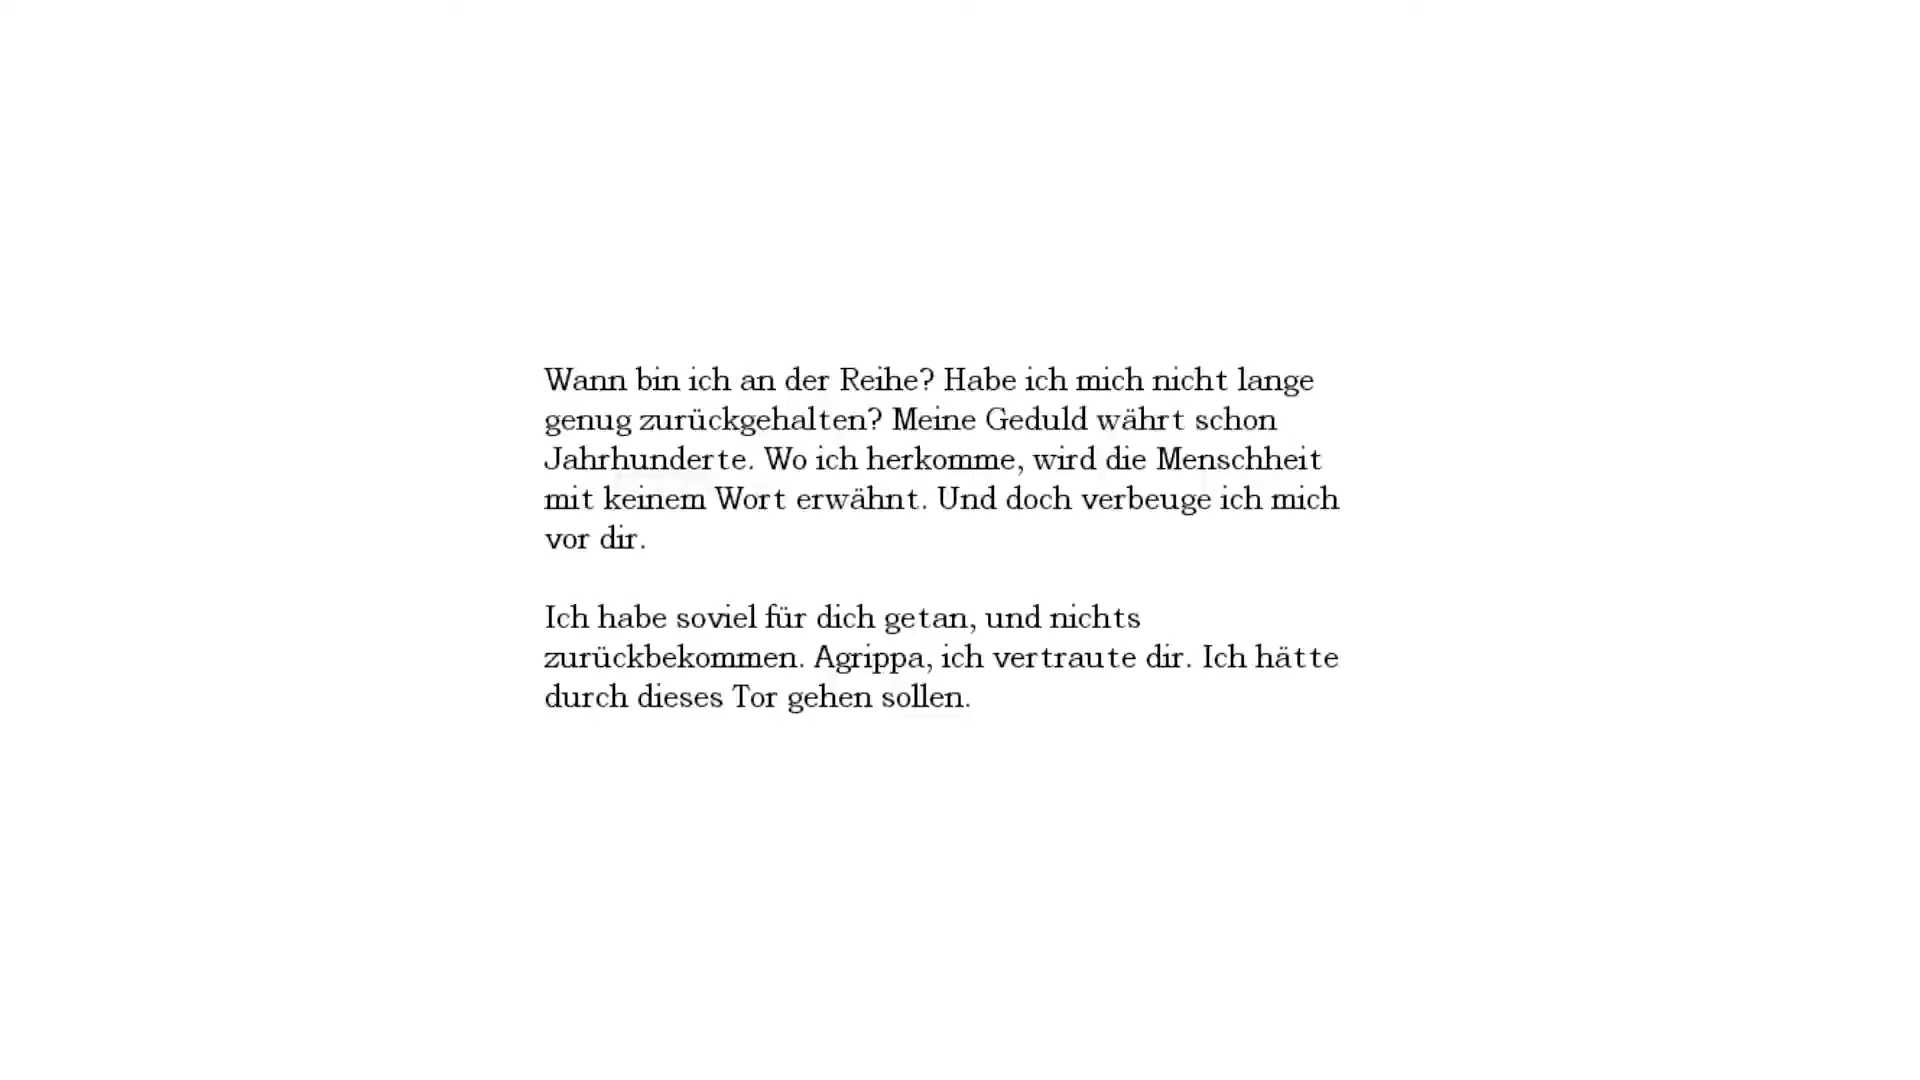 Wann bin ich an der Reihe? Habe ich mich nicht lange
genug zurückgehalten? Meine Geduld währt schon
Jahrhunderte. Wo ich herkomme, wird die Menschheit
mit keinem Wort erwähnt. Und doch verbeuge ich mich
vor dir.
Ich habe soviel für dich getan, und nichts
zurückbekommen. Agrippa, ich vertraute dir. Ich hätte
durch dieses Tor gehen sollen.